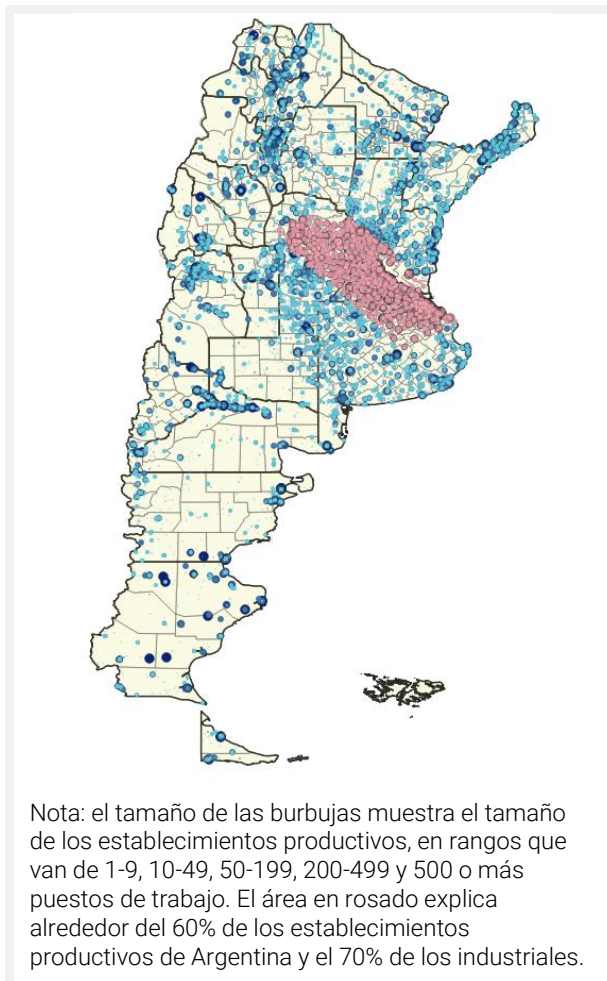 Nota: el tamaño de las burbujas muestra el tamaño
de los establecimientos productivos, en rangos que
van de 1-9, 10-49, 50-199, 200-499 y 500 o más
puestos de trabajo. El área en rosado explica
alrededor del 60% de los establecimientos
productivos de Argentina y el 70% de los industriales.